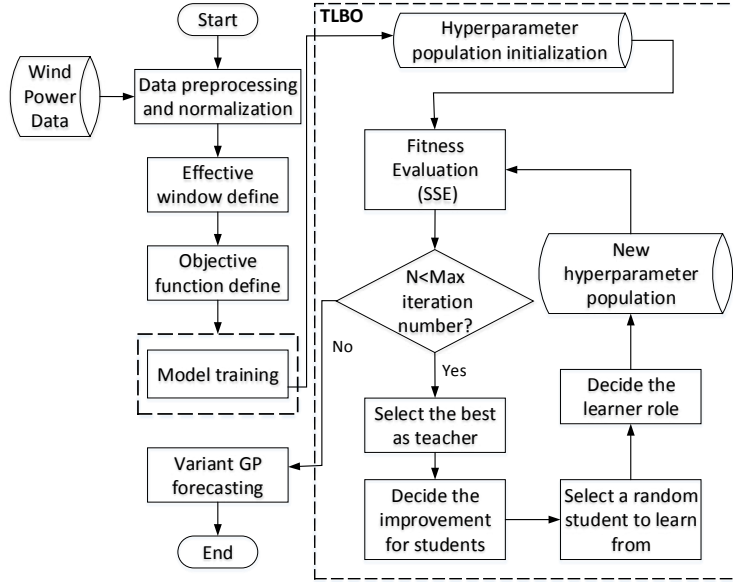 Start
Wind
Power
Data
Data preprocessing
and normalization
Effective
window define
Objective
function define
Model training
Variant GP
forecasting
End
TLBO
Hyperparameter
population initialization
Fitness
Evaluation
(SSE)
N<Max
iteration
number?
No
Yes
Select the best
as teacher
Decide the
improvement
for students
Select a random
student to learn
from
Decide the
learner role
New
hyperparameter
population